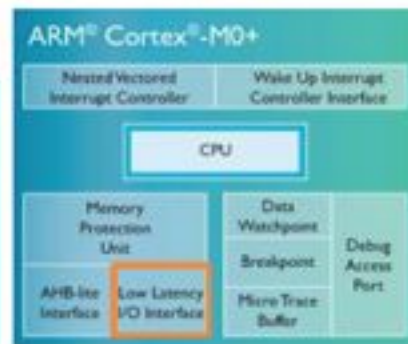 ARM® Cortex®-M0+
Nested Vectored
Interrupt Controller
Wake Up Interrupt
Controller Interface
CPU
Memory
Protection
Unit
AHB-lite
Interface
Low Latency
I/O Interface
Data
Watchpoint
Breakpoint
Micro Trace
Buffer
Debug
Access
Port